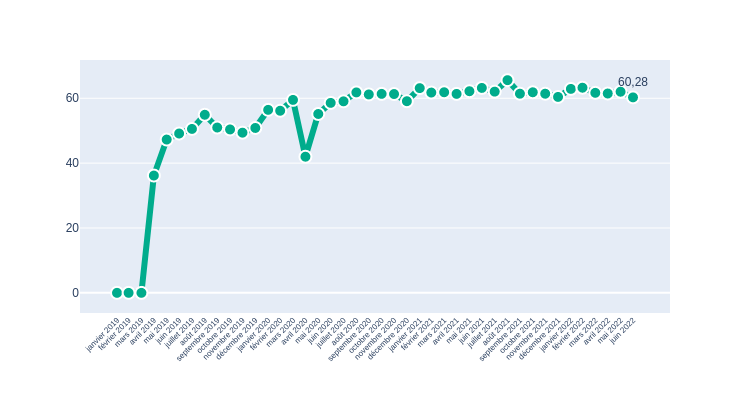 60,28
60
40
20
0
janvier 2019
février 2019
mars 2019
avril 2019
mai 2019
juin 2019
juillet 2019
août 2019
septembre 2019
octobre 2019
novembre 2019
décembre 2019
janvier 2020
février 2020
mars 2020
avril 2020
mai 2020
juin 2020
juillet 2020
août 2020
septembre 2020
octobre 2020
novembre 2020
décembre 2020
janvier 2021
février 2021
mars 2021
avril 2021
mai 2021
juin 2021
juillet 2021
août 2021
septembre 2021
octobre 2021
novembre 2021
décembre 2021
janvier 2022
février 2022
mars 2022
avril 2022
mai 2022
juin 2022